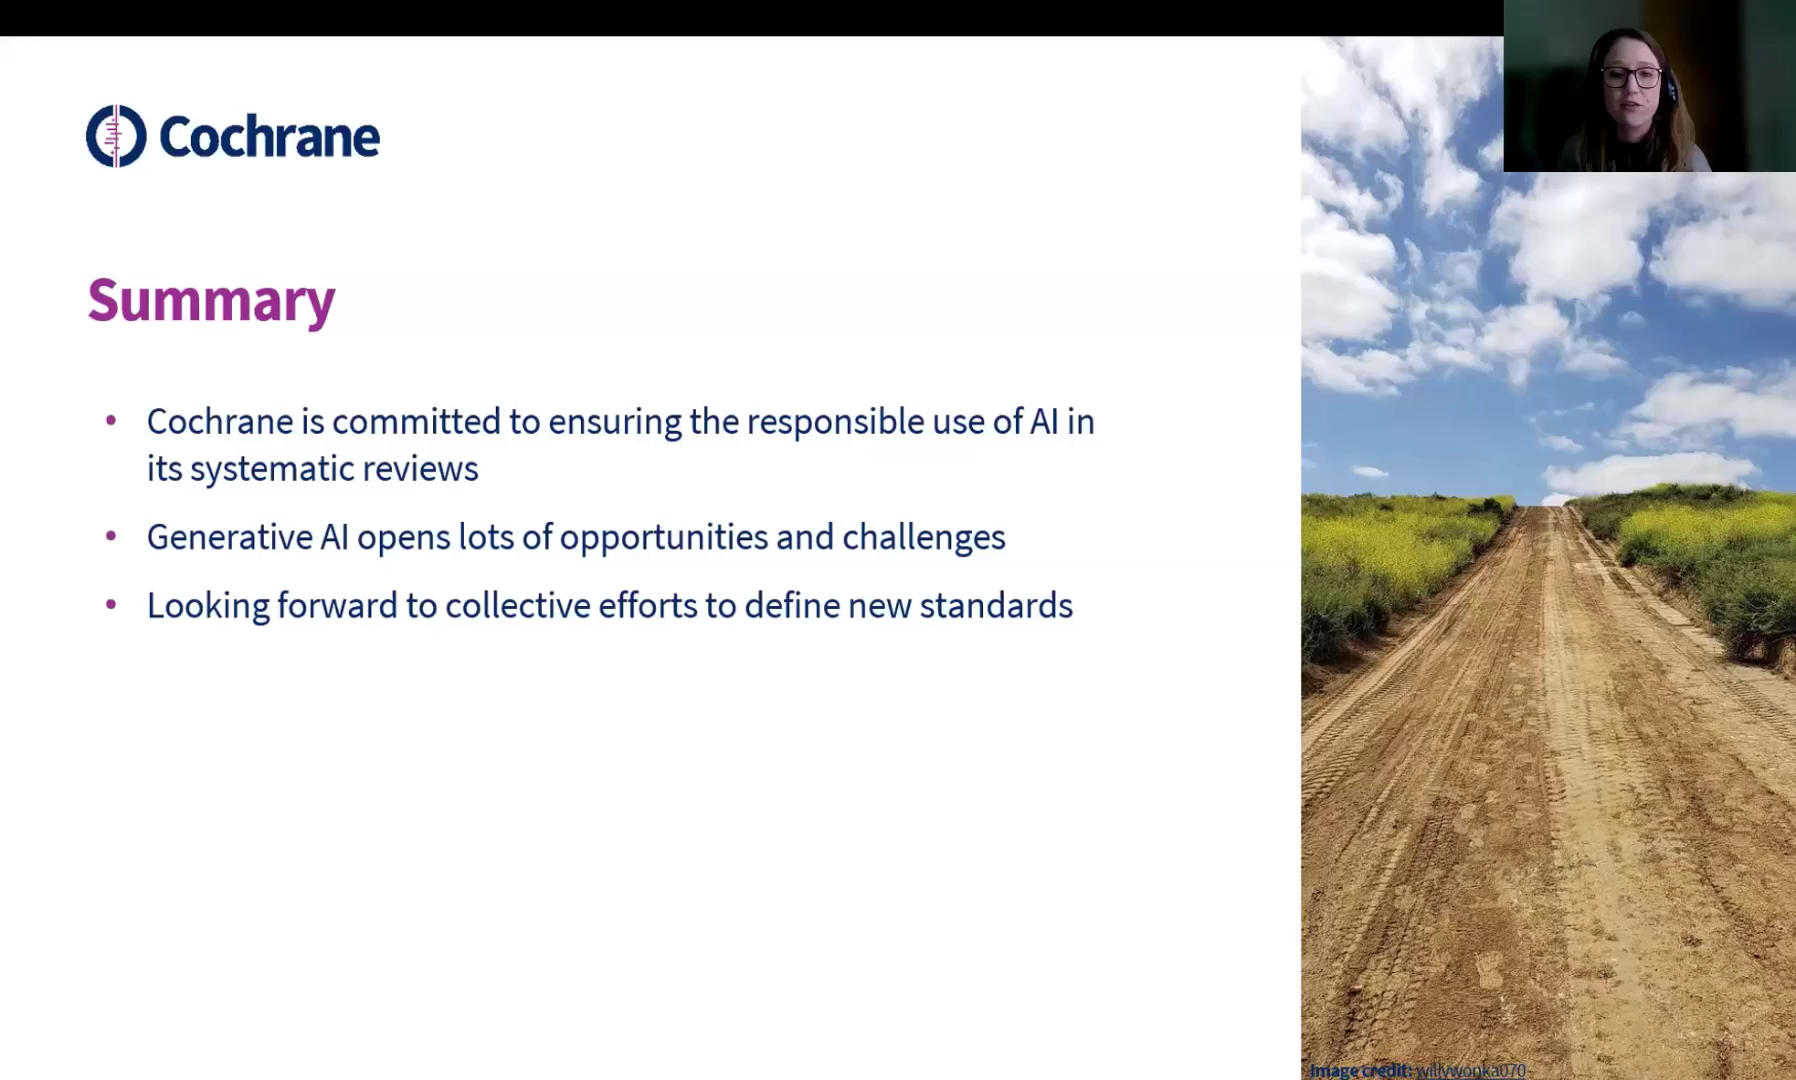 Cochrane
Summary
• Cochrane is committed to ensuring the responsible use of AI in
its systematic reviews
• Generative AI opens lots of opportunities and challenges
• Looking forward to collective efforts to define new standards
Image credit: willywonka070